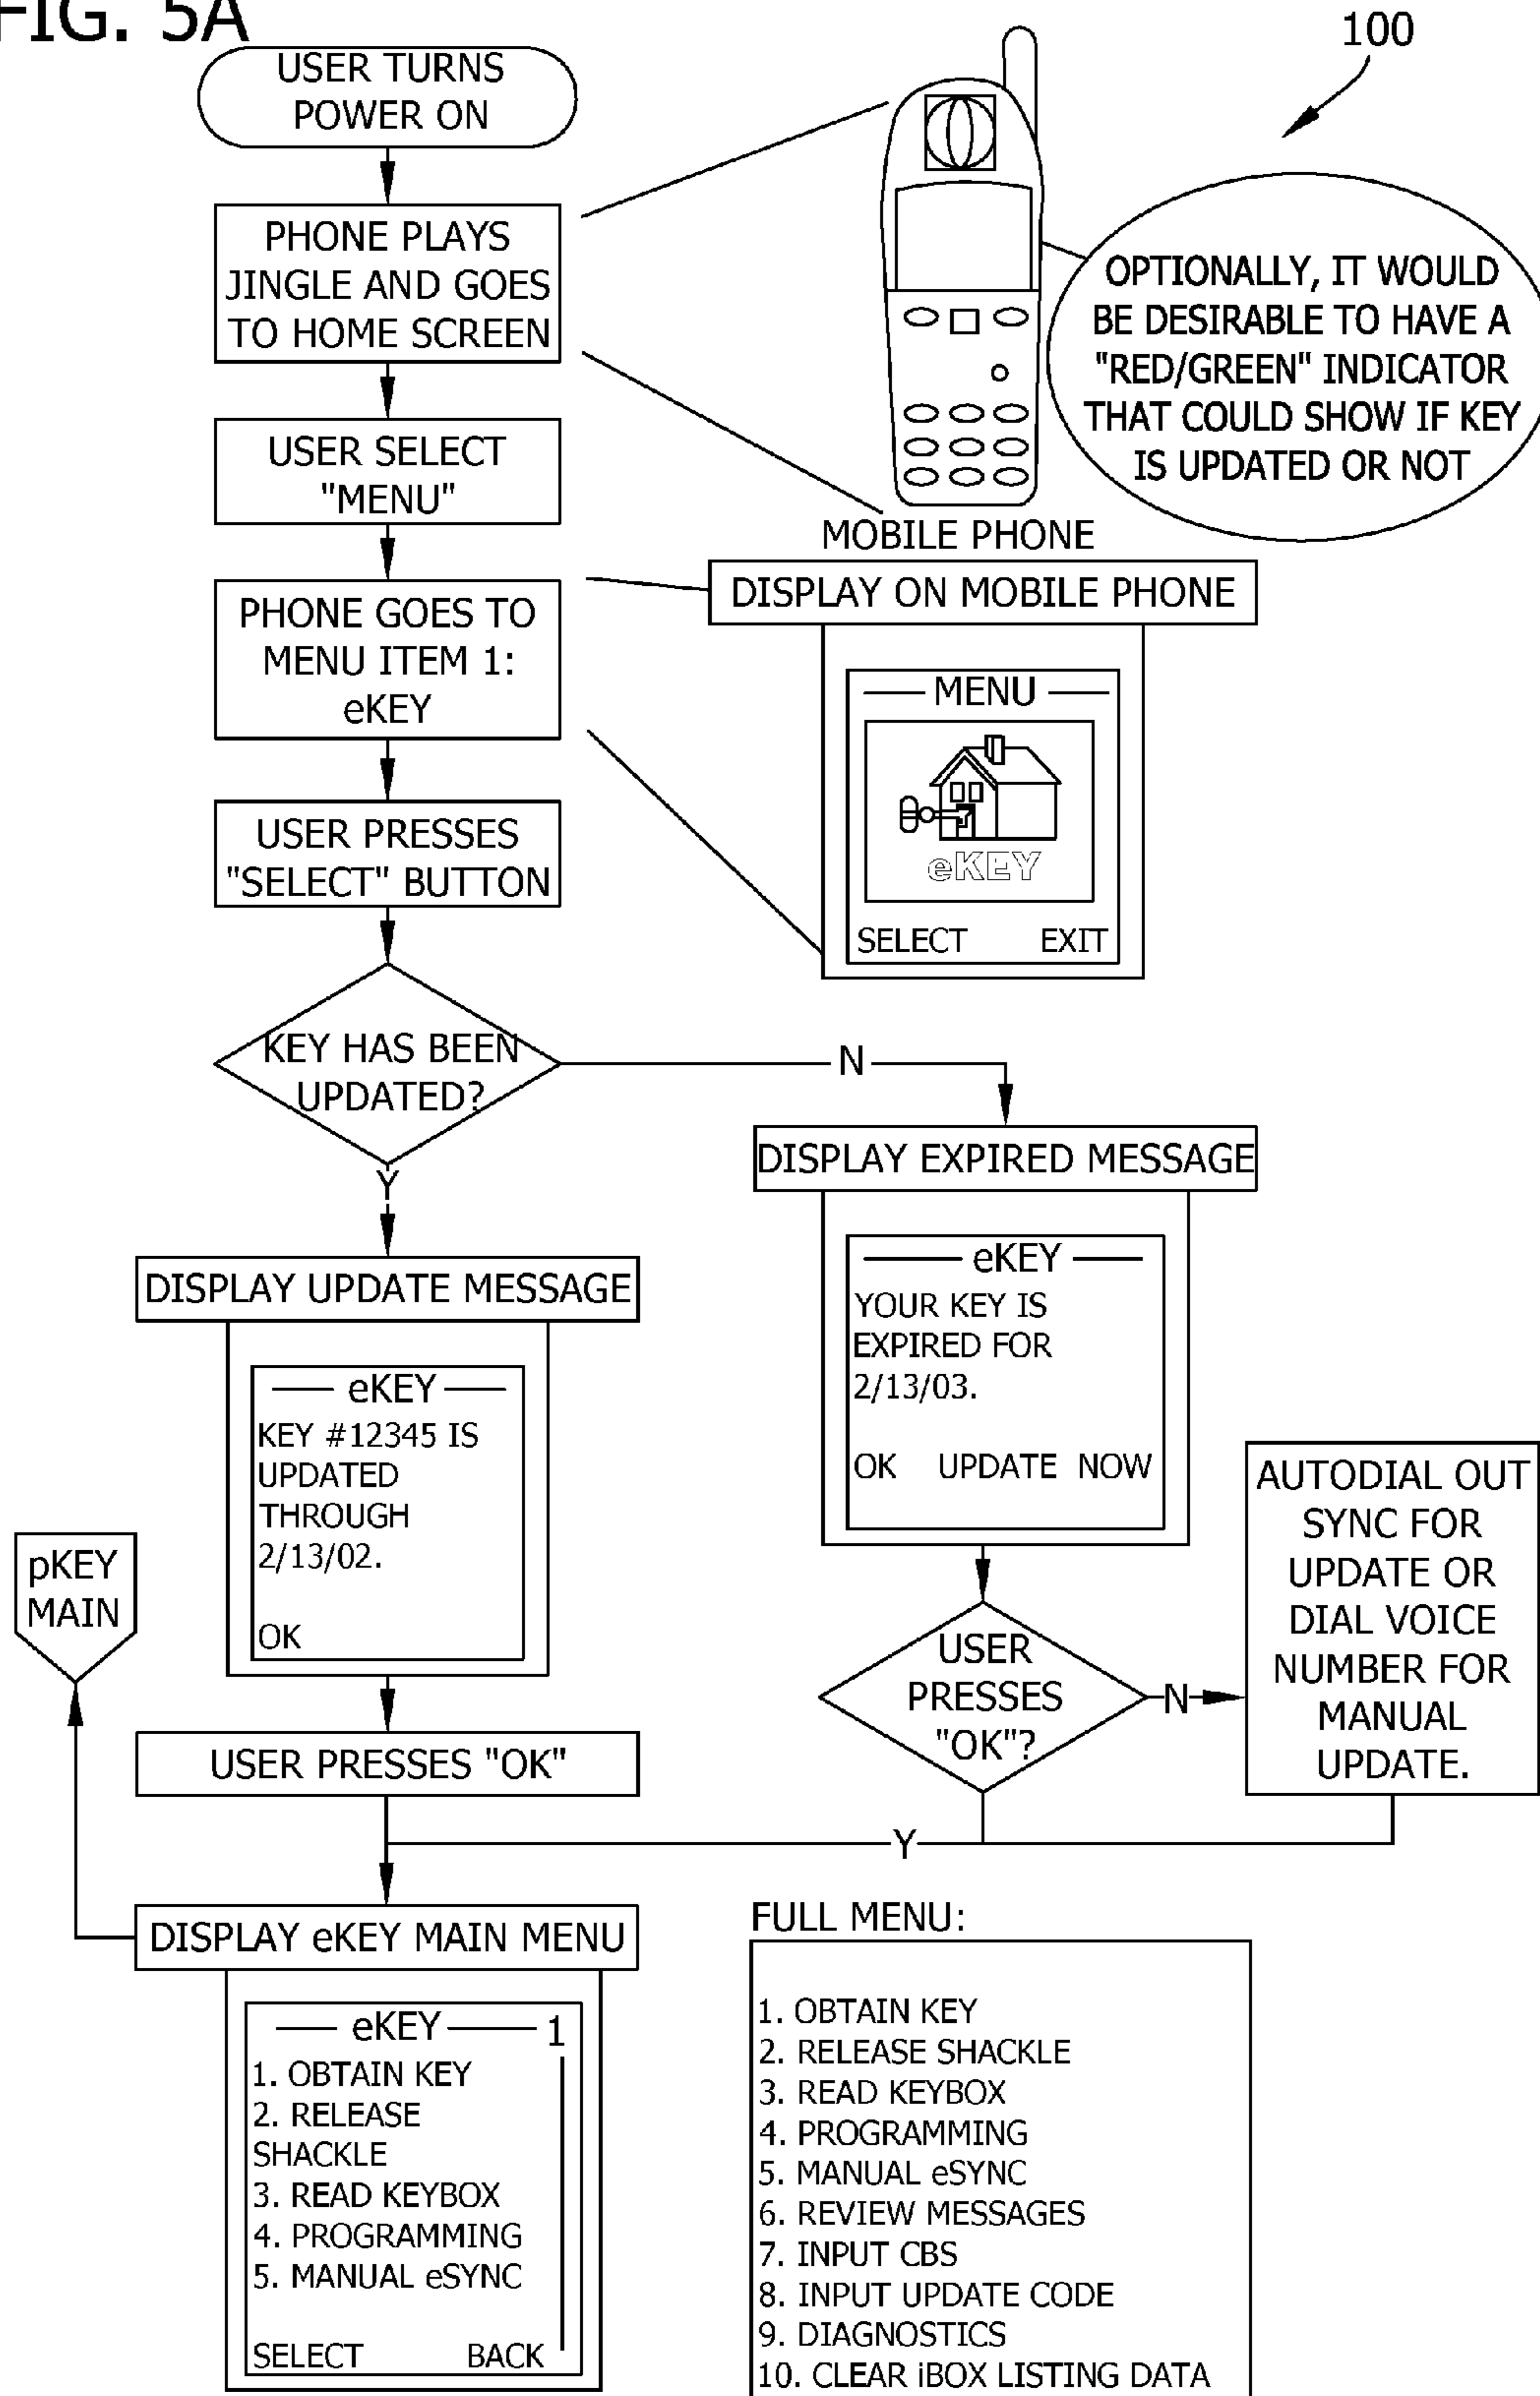 FIG. 5A
100
USER TURNS
POWER ON
PHONE PLAYS
JINGLE AND GOES
TO HOME SCREEN
OPTIONALLY, IT WOULD
BE DESIRABLE TO HAVE A
"RED/GREEN" INDICATOR
THAT COULD SHOW IF KEY
IS UPDATED OR NOT
USER SELECT
"MENU"
MOBILE PHONE
PHONE GOES TO
MENU ITEM 1:
eKEY
DISPLAY ON MOBILE PHONE
MENU
eKEY
SELECT EXIT
USER PRESSES
"SELECT" BUTTON
KEY HAS BEEN
UPDATED?
N
Y
DISPLAY EXPIRED MESSAGE
eKEY
YOUR KEY IS
EXPIRED FOR
2/13/03.
OK UPDATE NOW
DISPLAY UPDATE MESSAGE
eKEY
KEY #12345 IS
UPDATED
THROUGH
2/13/02.
OK
pKEY
MAIN
USER
PRESSES
"OK"?
N
AUTODIAL OUT
SYNC FOR
UPDATE OR
DIAL VOICE
NUMBER FOR
MANUAL
UPDATE.
USER PRESSES "OK"
Y
DISPLAY eKEY MAIN MENU
eKEY 1
1. OBTAIN KEY
2. RELEASE
SHACKLE
3. READ KEYBOX
4. PROGRAMMING
5. MANUAL eSYNC
SELECT BACK
FULL MENU:
1. OBTAIN KEY
2. RELEASE SHACKLE
3. READ KEYBOX
4. PROGRAMMING
5. MANUAL eSYNC
6. REVIEW MESSAGES
7. INPUT CBS
8. INPUT UPDATE CODE
9. DIAGNOSTICS
10. CLEAR iBOX LISTING DATA